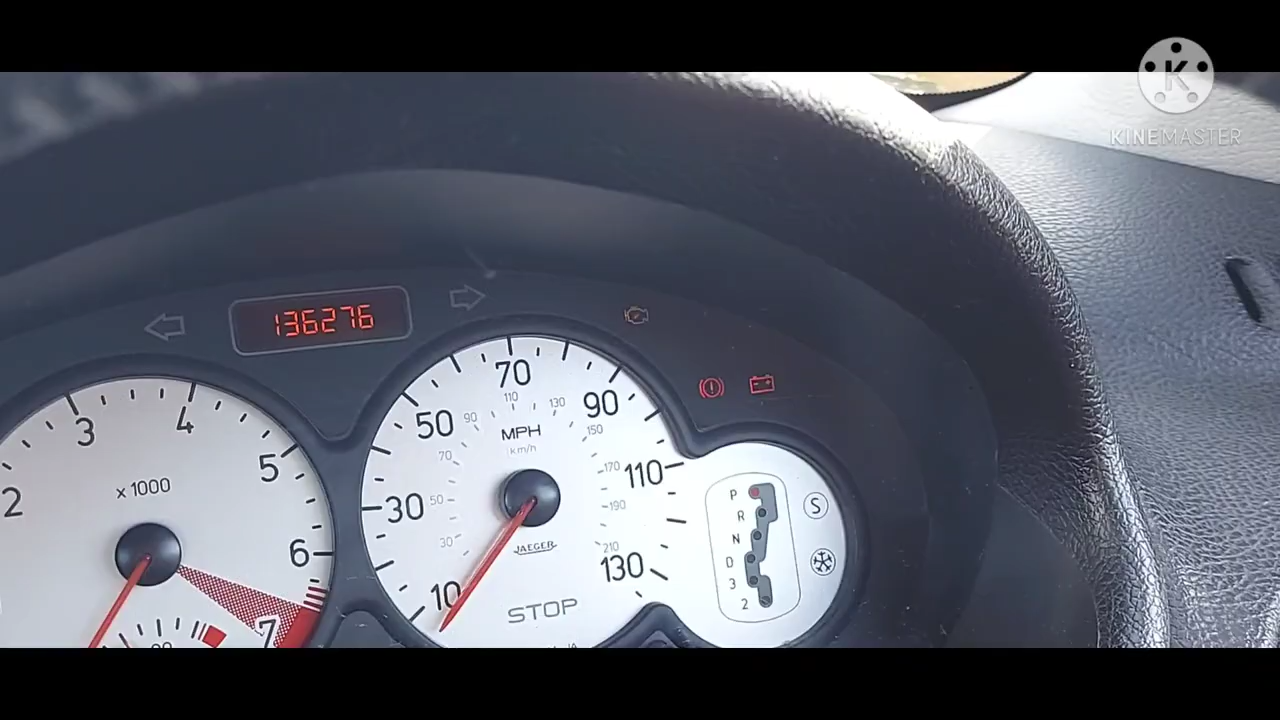 KINEMASTER
136276
2 3 4 5 6 7
x 1000
90
10 30 50 70 90 110 130
MPH
km/h
30 50 70 90 110 130 150 170 190 210
JAEGER
STOP
P
R
N
D
3
2
S